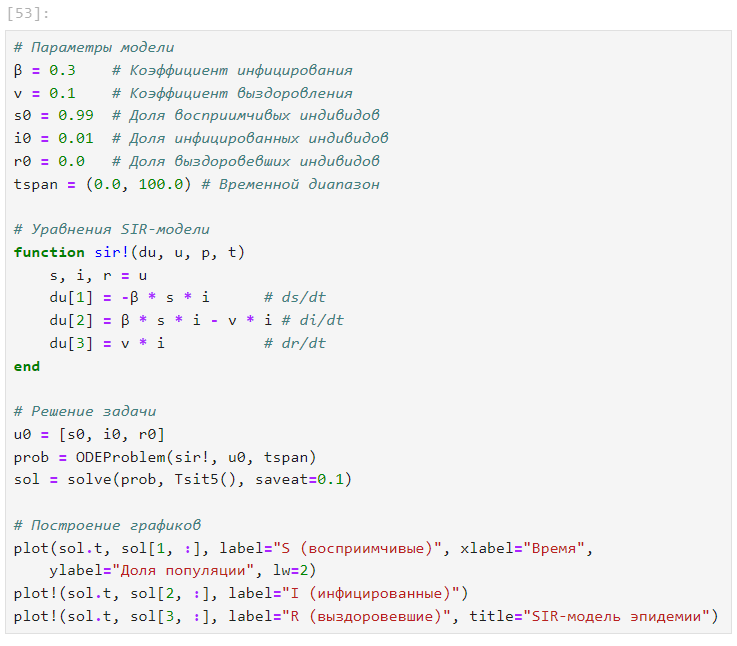 [53]:
# Параметры модели
β = 0.3    # Коэффициент инфицирования
ν = 0.1    # Коэффициент выздоровления
s0 = 0.99  # Доля восприимчивых индивидов
i0 = 0.01  # Доля инфицированных индивидов
r0 = 0.0   # Доля выздоровевших индивидов
tspan = (0.0, 100.0) # Временной диапазон
# Уравнения SIR-модели
function sir!(du, u, p, t)
    s, i, r = u
    du[1] = -β * s * i      # ds/dt
    du[2] = β * s * i - ν * i # di/dt
    du[3] = ν * i           # dr/dt
end
# Решение задачи
u0 = [s0, i0, r0]
prob = ODEProblem(sir!, u0, tspan)
sol = solve(prob, Tsit5(), saveat=0.1)
# Построение графиков
plot(sol.t, sol[1, :], label="S (восприимчивые)", xlabel="Время",
    ylabel="Доля популяции", lw=2)
plot!(sol.t, sol[2, :], label="I (инфицированные)")
plot!(sol.t, sol[3, :], label="R (выздоровевшие)", title="SIR-модель эпидемии")